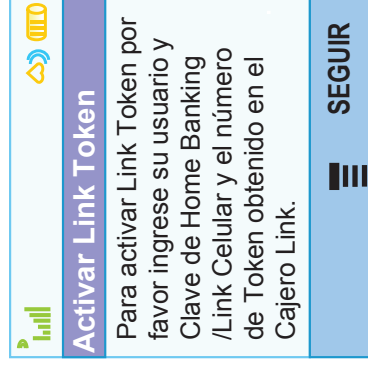 Activar Link Token
Para activar Link Token por
favor ingrese su usuario y
Clave de Home Banking
/Link Celular y el número
de Token obtenido en el
Cajero Link.
SEGUIR